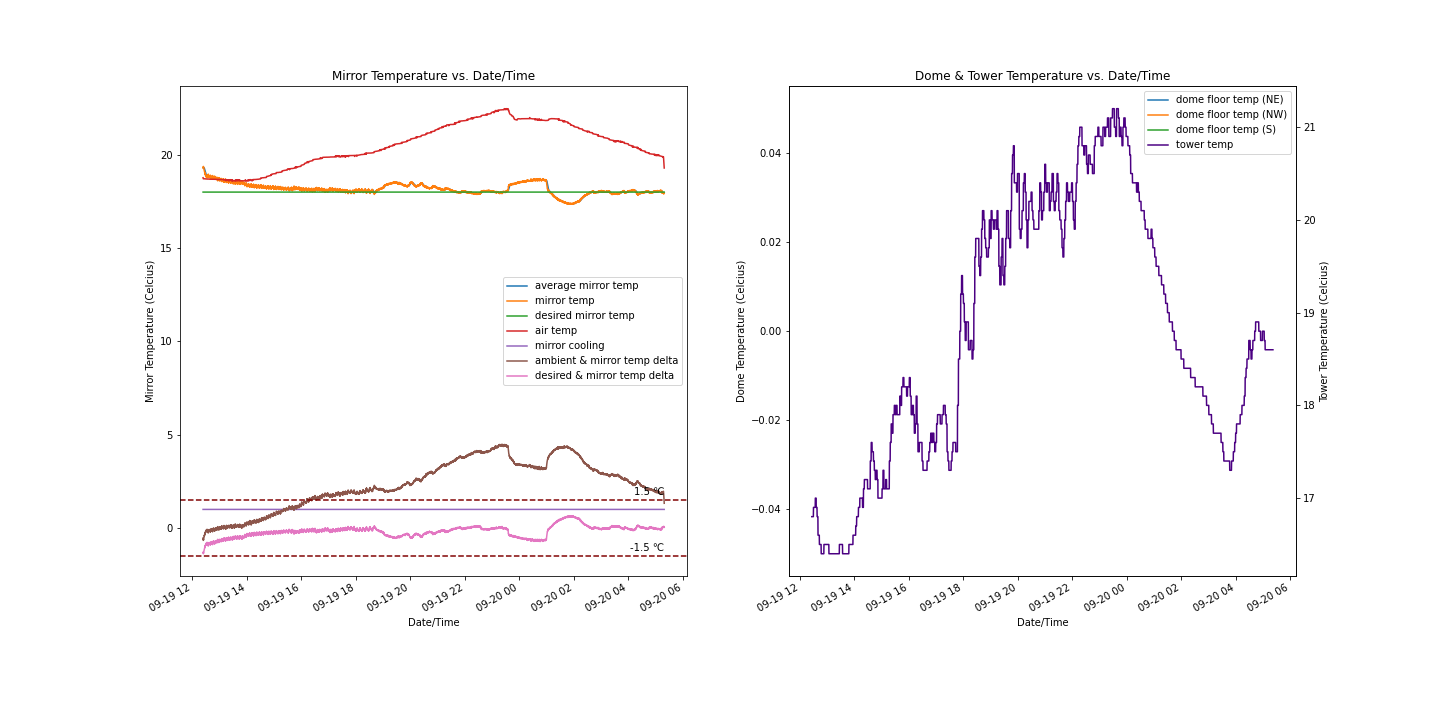 Mirror Temperature vs. Date/Time
Mirror Temperature (Celcius)
20
15
10
5
0
average mirror temp
mirror temp
desired mirror temp
air temp
mirror cooling
ambient & mirror temp delta
desired & mirror temp delta
1.5 °C
-1.5 °C
09-19 12
09-19 14
09-19 16
09-19 18
09-19 20
09-19 22
09-20 00
09-20 02
09-20 04
09-20 06
Date/Time
Dome & Tower Temperature vs. Date/Time
Dome Temperature (Celcius)
0.04
0.02
0.00
−0.02
−0.04
dome floor temp (NE)
dome floor temp (NW)
dome floor temp (S)
tower temp
21
20
19
18
17
Tower Temperature (Celcius)
09-19 12
09-19 14
09-19 16
09-19 18
09-19 20
09-19 22
09-20 00
09-20 02
09-20 04
09-20 06
Date/Time